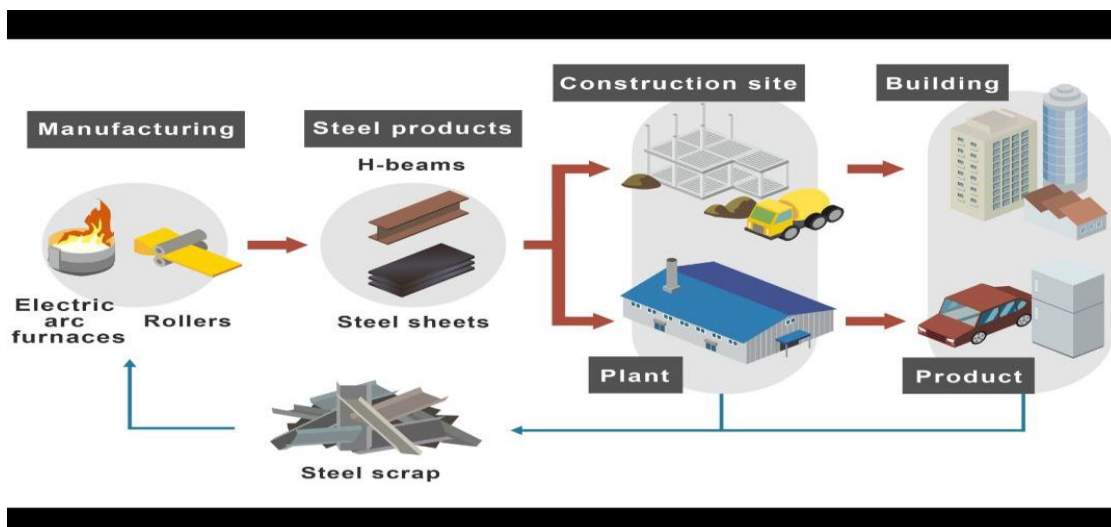 Manufacturing
Electric
arc
furnaces
Rollers
Steel products
H-beams
Steel sheets
Construction site
Plant
Building
Product
Steel scrap